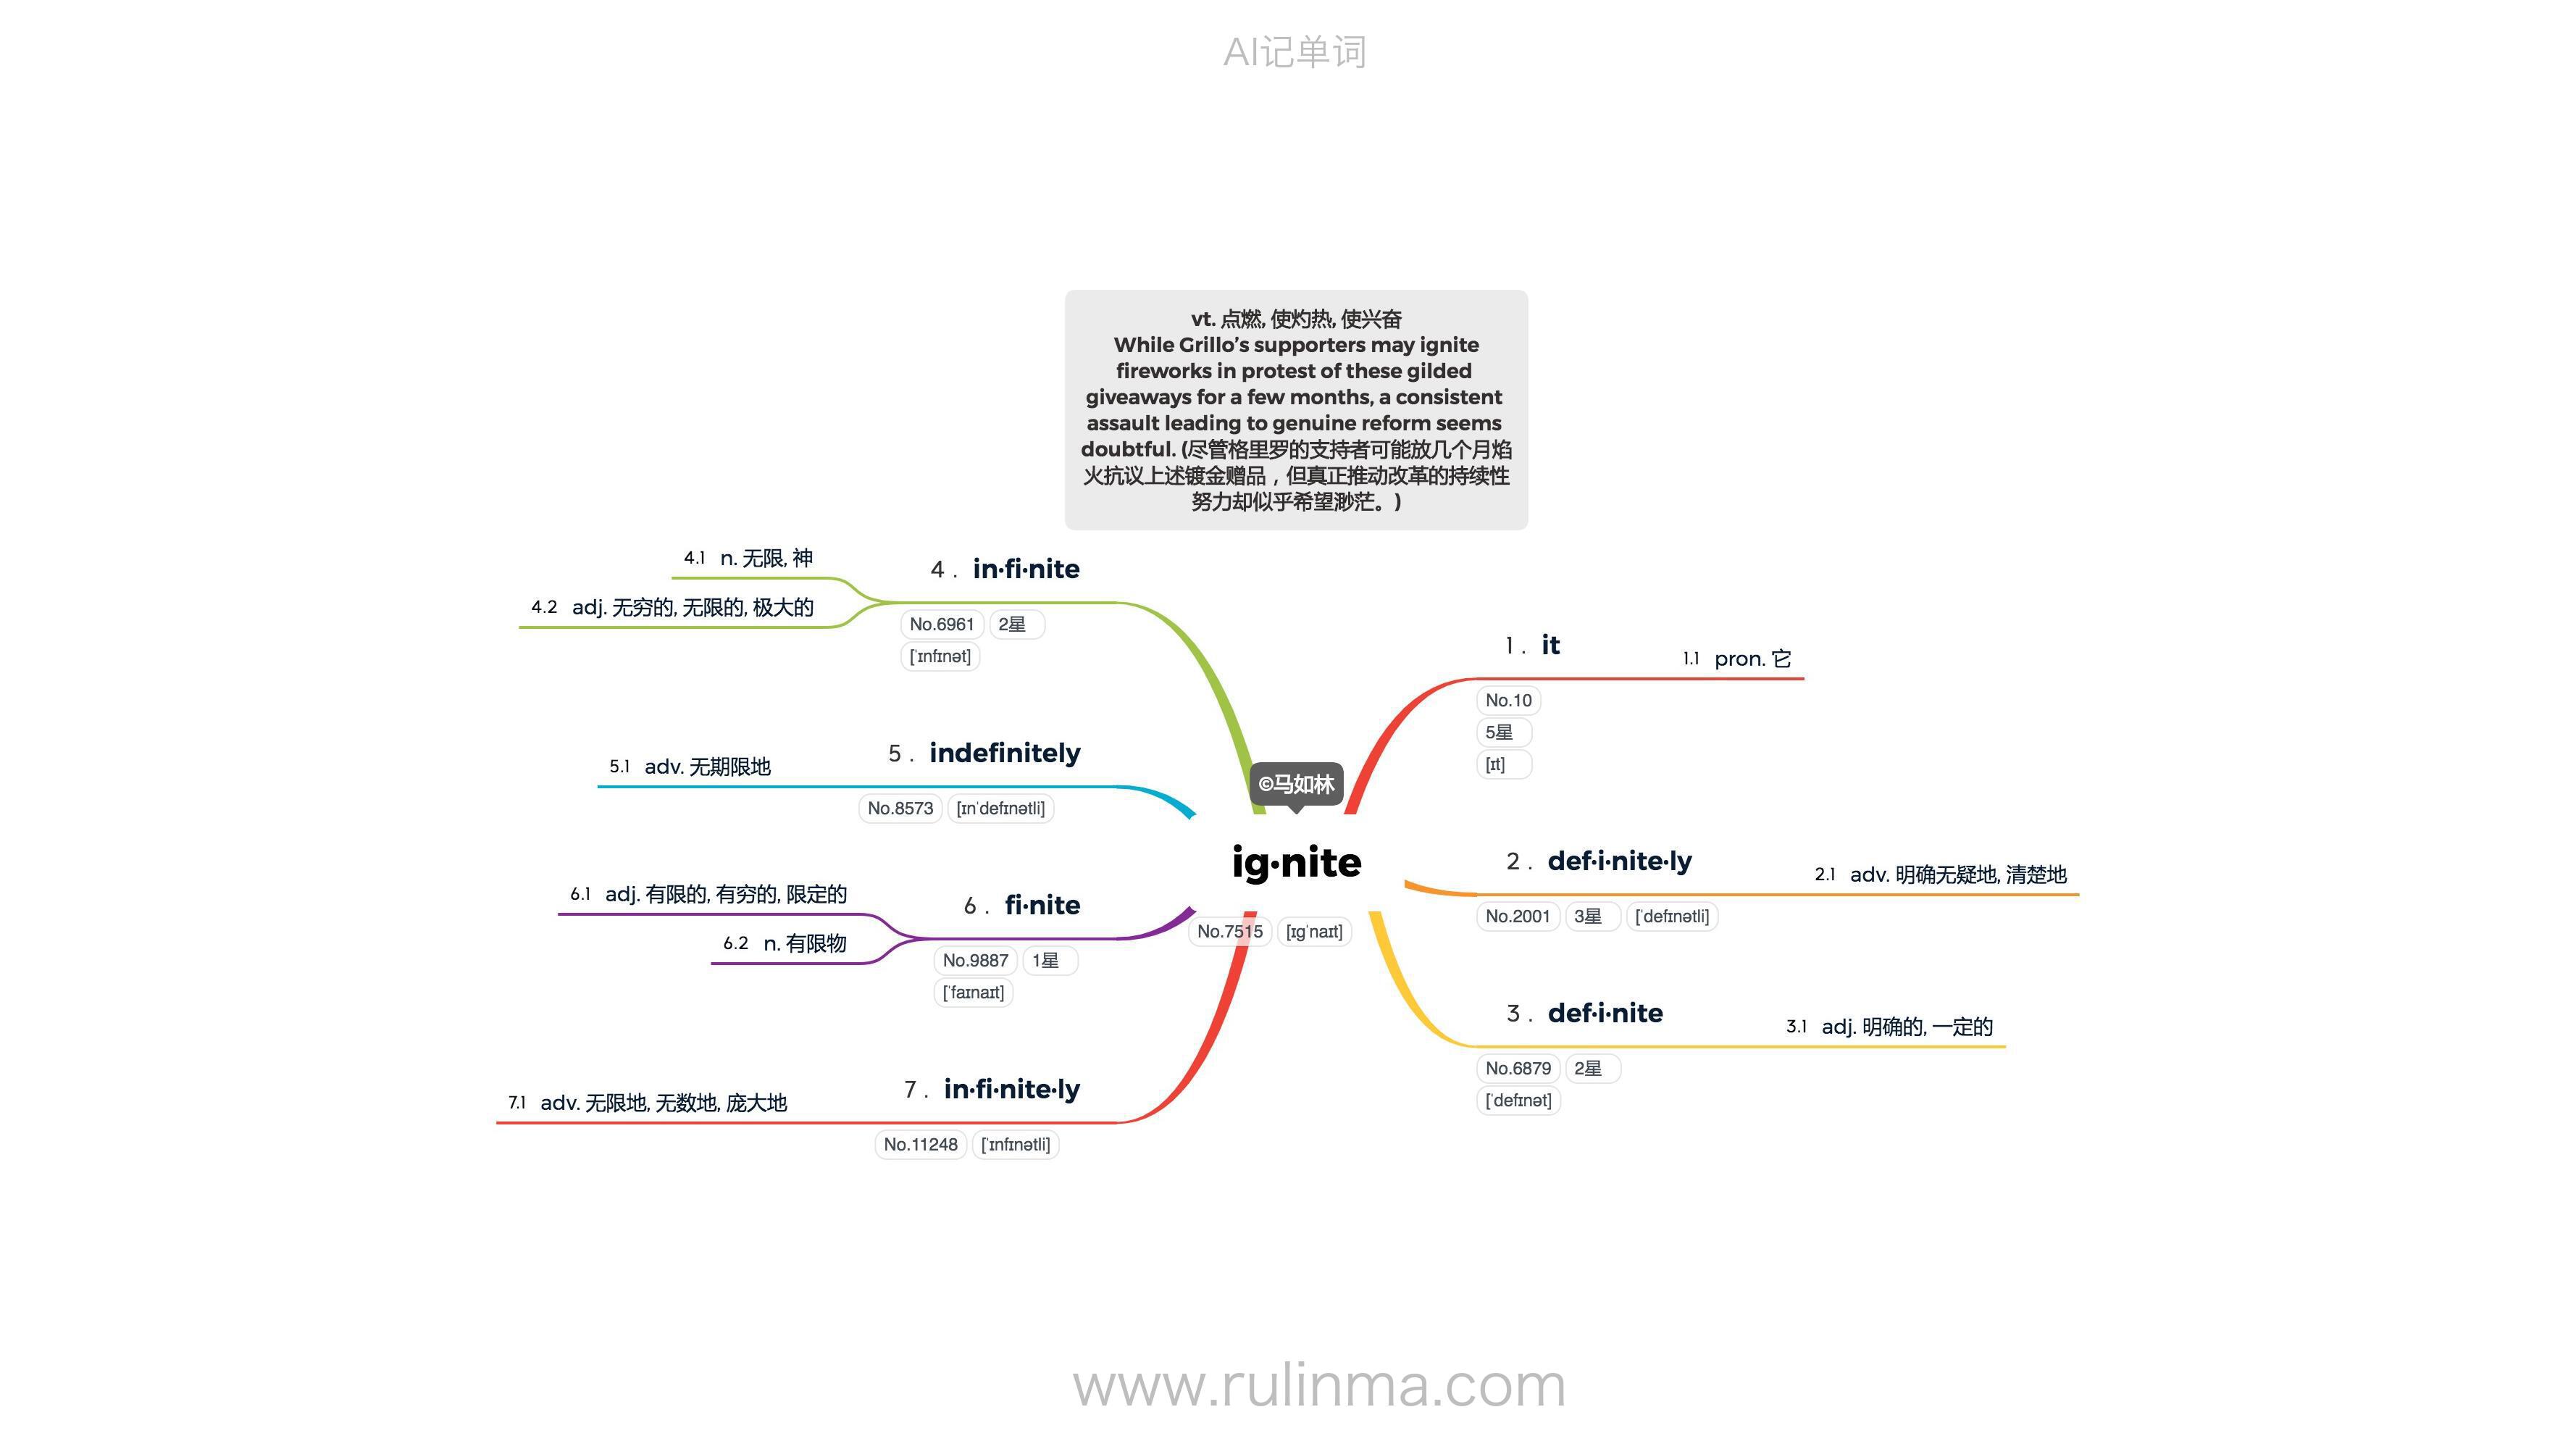 AI记单词
vt. 点燃, 使灼热, 使兴奋
While Grillo’s supporters may ignite
fireworks in protest of these gilded
giveaways for a few months, a consistent
assault leading to genuine reform seems
doubtful. (尽管格里罗的支持者可能放几个月焰
火抗议上述镀金赠品，但真正推动改革的持续性
努力却似乎希望渺茫。)
©马如林
ig·nite
No.7515 [ɪgˈnaɪt]
1 . it
1.1 pron. 它
No.10
5星
[ɪt]
2 . def·i·nite·ly
2.1 adv. 明确无疑地, 清楚地
No.2001 3星 [ˈdefɪnətli]
3 . def·i·nite
3.1 adj. 明确的, 一定的
No.6879 2星
[ˈdefɪnət]
4 . in·fi·nite
4.1 n. 无限, 神
4.2 adj. 无穷的, 无限的, 极大的
No.6961 2星
[ˈɪnfɪnət]
5 . indefinitely
5.1 adv. 无期限地
No.8573 [ɪnˈdefɪnətli]
6 . fi·nite
6.1 adj. 有限的, 有穷的, 限定的
6.2 n. 有限物
No.9887 1星
[ˈfaɪnaɪt]
7 . in·fi·nite·ly
7.1 adv. 无限地, 无数地, 庞大地
No.11248 [ˈɪnfɪnətli]
www.rulinma.com